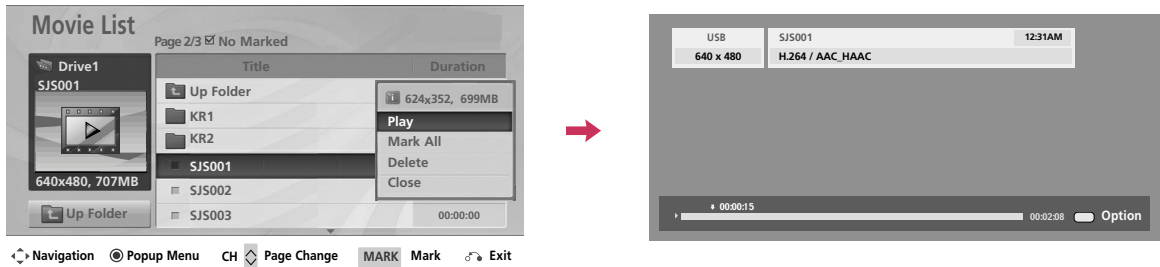 Movie List
Page 2/3 No Marked
Drive1
SJS001
640x480, 707MB
Up Folder
Title Duration
Up Folder
KR1
KR2
SJS001
SJS002
SJS003 00:00:00
624x352, 699MB
Play
Mark All
Delete
Close
Navigation Popup Menu CH Page Change MARK Mark Exit
USB SJS001 12:31AM
640 x 480 H.264 / AAC_HAAC
00:00:15
00:02:08 Option